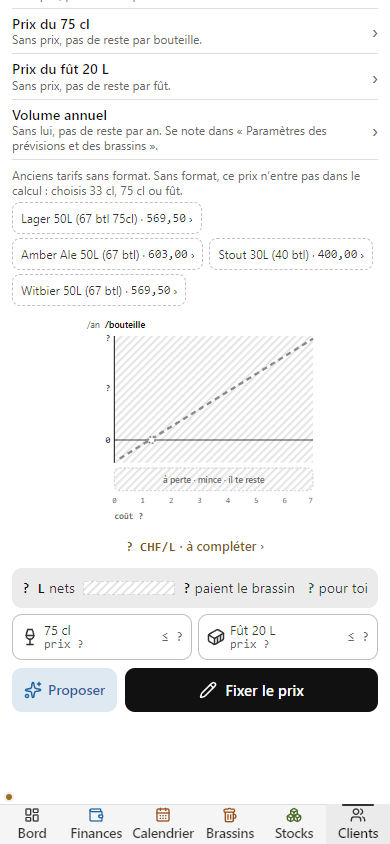 Prix du 75 cl
Sans prix, pas de reste par bouteille.
Prix du fût 20 L
Sans prix, pas de reste par fût.
Volume annuel
Sans lui, pas de reste par an. Se note dans « Paramètres des
prévisions et des brassins ».
Anciens tarifs sans format. Sans format, ce prix n'entre pas dans le
calcul : choisis 33 cl, 75 cl ou fût.
Lager 50L (67 btl 75cl) · 569,50 ›
Amber Ale 50L (67 btl) · 603,00 › Stout 30L (40 btl) · 400,00 ›
Witbier 50L (67 btl) · 569,50 ›
/an /bouteille
?
?
0
à perte · mince · il te reste
0 1 2 3 4 5 6 7
coût ?
? CHF/L · à compléter ›
? L nets ? paient le brassin ? pour toi
75 cl
prix ? ≤ ?
Fût 20 L
prix ? ≤ ?
Proposer Fixer le prix
Bord Finances Calendrier Brassins Stocks Clients